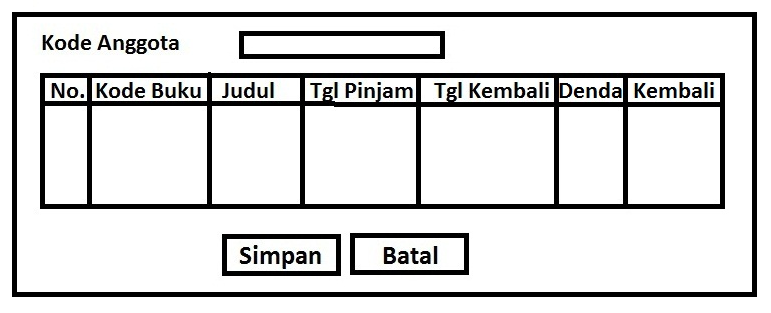 Kode Anggota
No. Kode Buku Judul Tgl Pinjam Tgl Kembali Denda Kembali
Simpan Batal